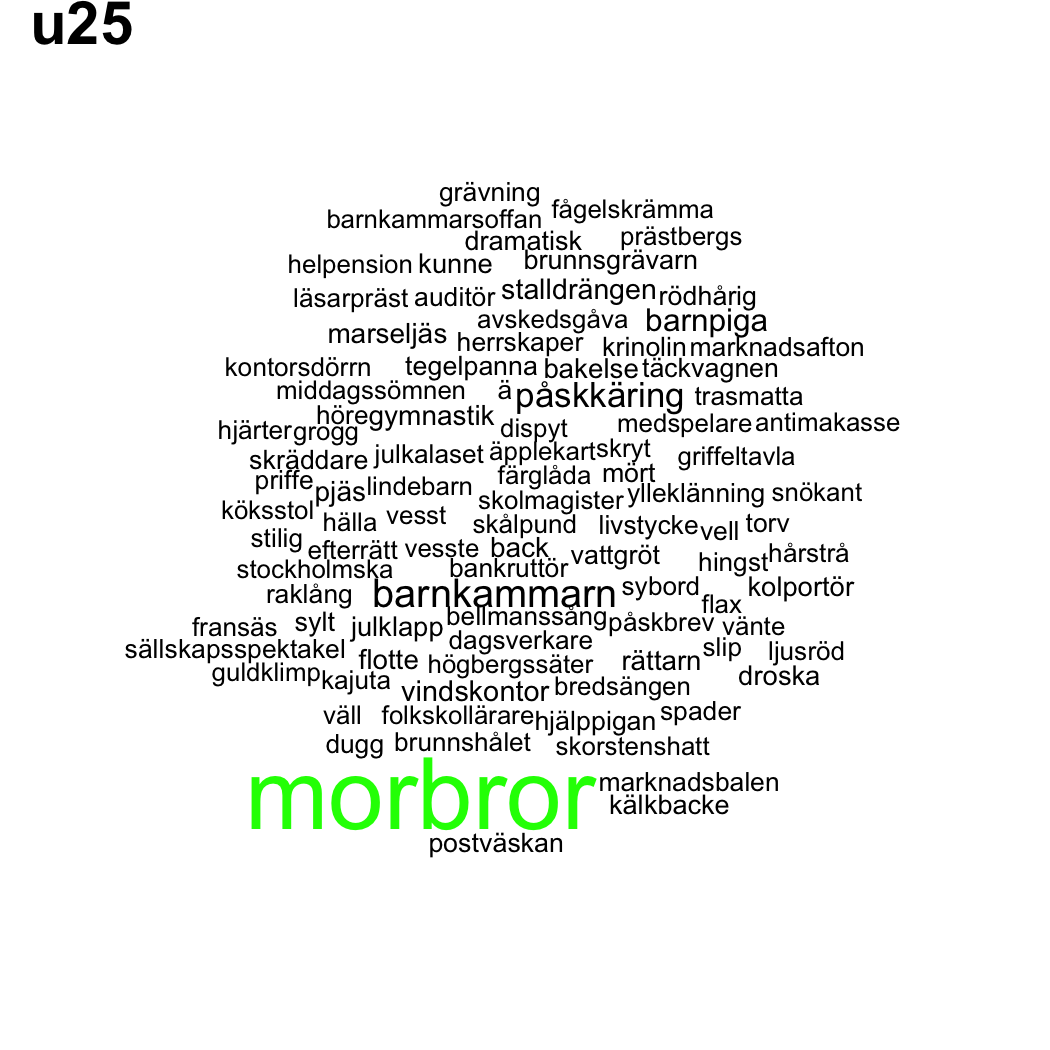 u25
grävning
barnkammarsoffan fågelskrämma
dramatisk prästbergs
helpension kunne brunnsgrävarn
läsarpräst auditör stalldrängen rödhårig
marseljäs avskedsgåva barnpiga
herrskaper krinolin marknadsafton
kontorsdörrn tegelpanna bakelse täckvagnen
middagssömnen ä påskkäring trasmatta
höregymnastik medspelare antimakasse
hjärter grogg dispyt
skräddare julkalaset äpplekart skryt griffeltavla
priffe färglåda mört
pjäs lindebarn skolmagister ylleklänning snökant
köksstol hälla vesst skålpund livstycke vell torv
stilig efterrätt vesste back vattgröt hingst hårstrå
stockholmska bankruttör
raklång barnkammarn sybord flax kolportör
fransäs sylt julklapp bellmanssång påskbrev vänte
sällskapsspektakel dagsverkare slip ljusröd
guldklimp kajuta flotte högbergssäter rättarn droska
vindskontor bredsängen
väll folkskollärare hjälppigan spader
dugg brunnshålet skorstenshatt
morbror marknadsbalen
kälkbacke
postväskan